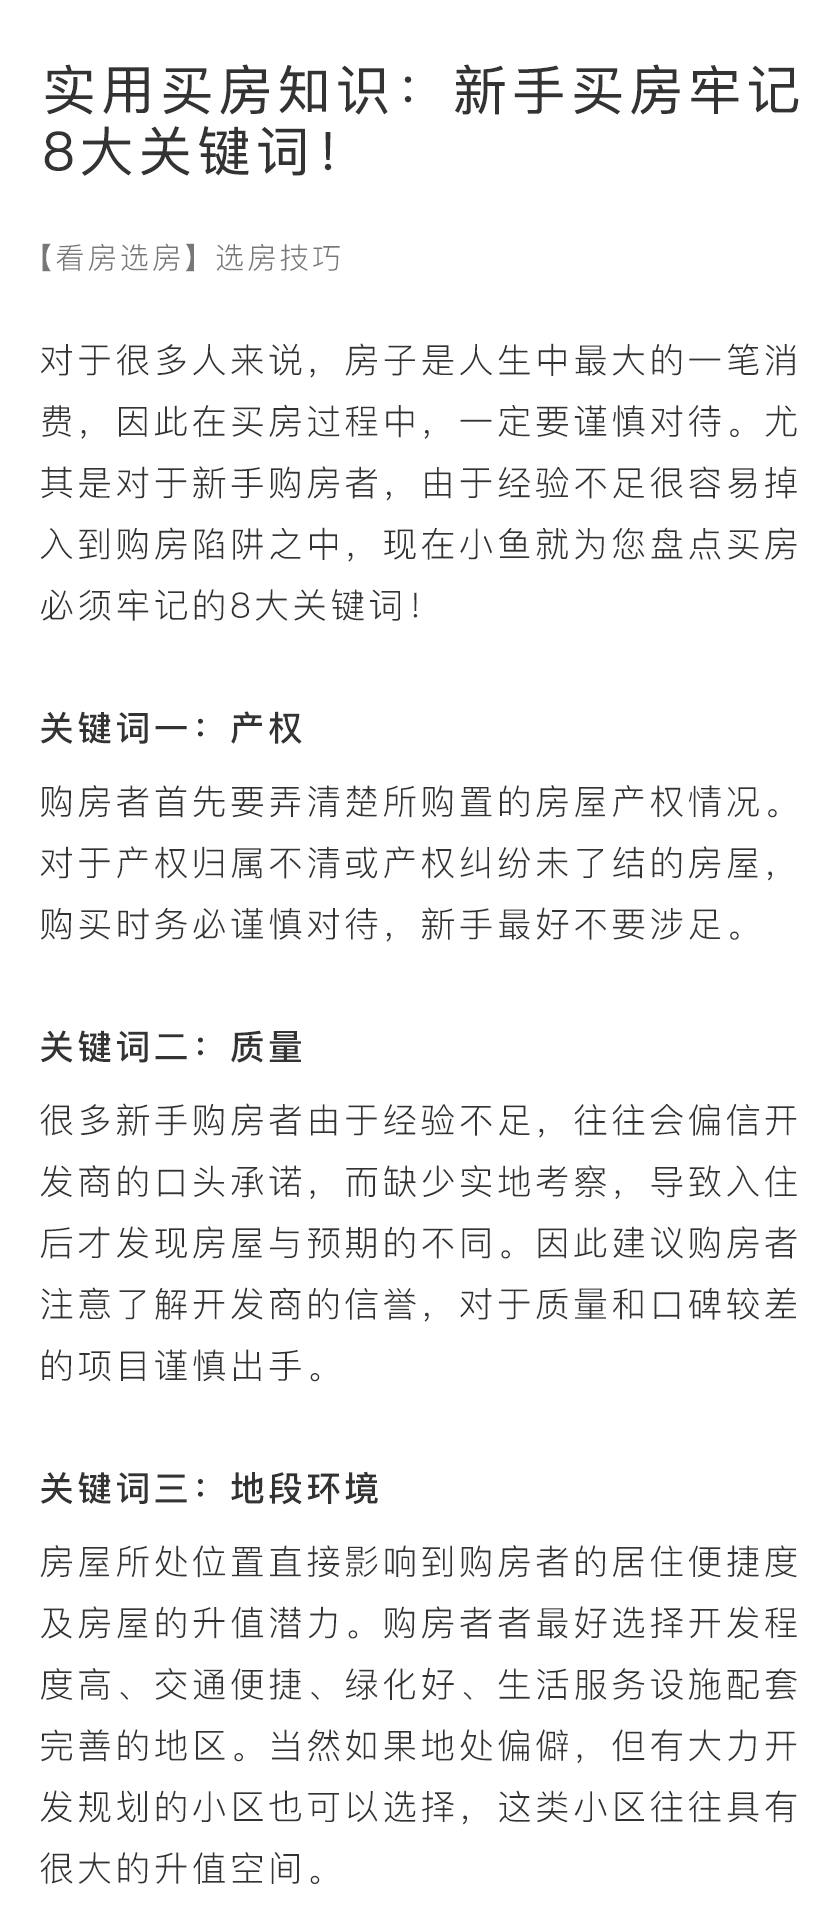 实用买房知识：新手买房牢记
8大关键词！
【看房选房】选房技巧
对于很多人来说，房子是人生中最大的一笔消
费，因此在买房过程中，一定要谨慎对待。尤
其是对于新手购房者，由于经验不足很容易掉
入到购房陷阱之中，现在小鱼就为您盘点买房
必须牢记的8大关键词！
关键词一：产权
购房者首先要弄清楚所购置的房屋产权情况。
对于产权归属不清或产权纠纷未了结的房屋，
购买时务必谨慎对待，新手最好不要涉足。
关键词二：质量
很多新手购房者由于经验不足，往往会偏信开
发商的口头承诺，而缺少实地考察，导致入住
后才发现房屋与预期的不同。因此建议购房者
注意了解开发商的信誉，对于质量和口碑较差
的项目谨慎出手。
关键词三：地段环境
房屋所处位置直接影响到购房者的居住便捷度
及房屋的升值潜力。购房者者最好选择开发程
度高、交通便捷、绿化好、生活服务设施配套
完善的地区。当然如果地处偏僻，但有大力开
发规划的小区也可以选择，这类小区往往具有
很大的升值空间。